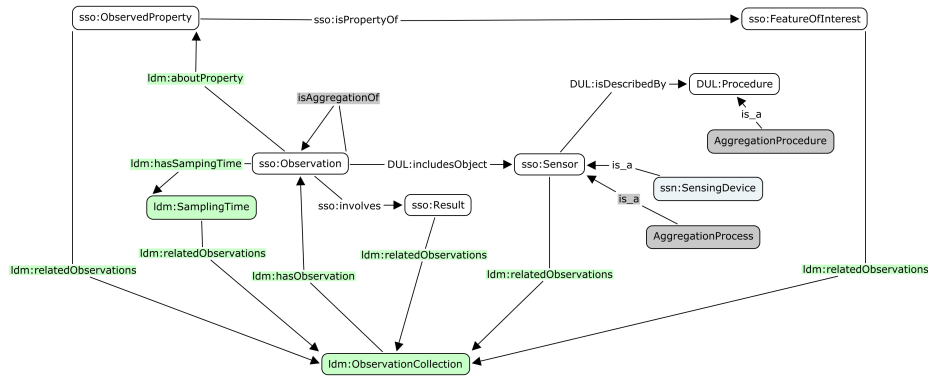 sso:ObservedProperty
sso:isPropertyOf
sso:FeatureOfInterest
ldm:aboutProperty
isAggregationOf
DUL:isDescribedBy
DUL:Procedure
is_a
AggregationProcedure
ldm:hasSampingTime
sso:Observation
DUL:includesObject
sso:Sensor
is_a
ssn:SensingDevice
ldm:SamplingTime
sso:involves
sso:Result
is_a
AggregationProcess
ldm:relatedObservations
ldm:relatedObservations
ldm:hasObservation
ldm:relatedObservations
ldm:relatedObservations
ldm:relatedObservations
ldm:ObservationCollection